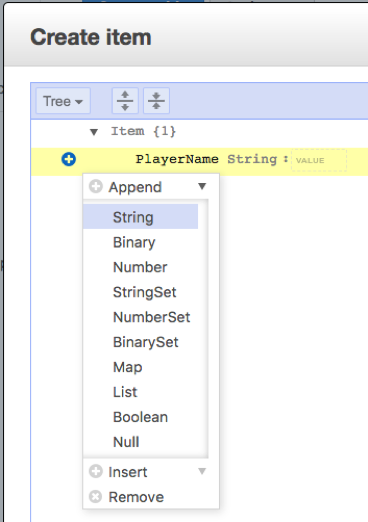 Create item
Tree
Item {1}
PlayerName String : VALUE
Append
String
Binary
Number
StringSet
NumberSet
BinarySet
Map
List
Boolean
Null
Insert
Remove